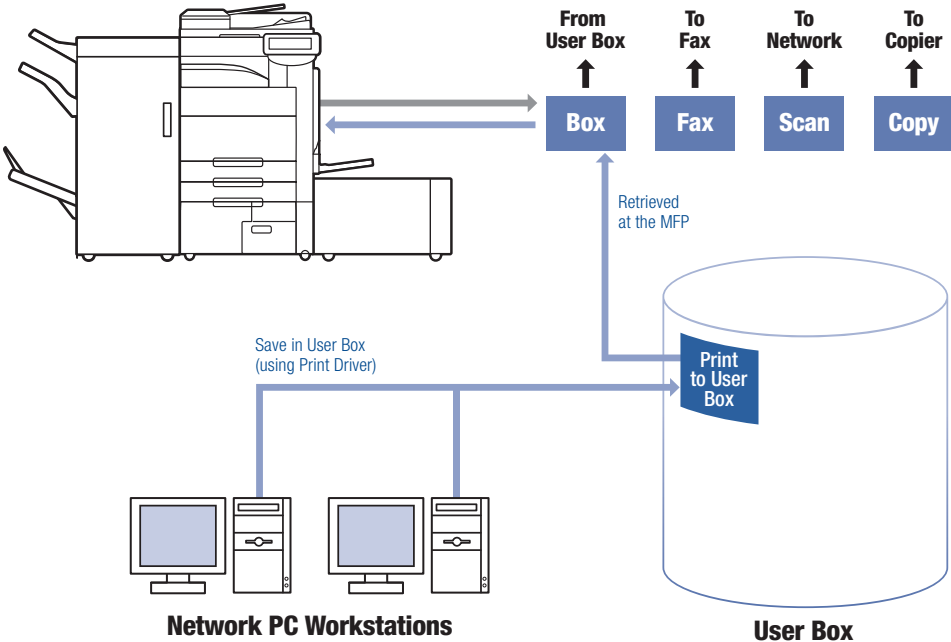 From
User Box
To
Fax
To
Network
To
Copier
Box
Fax
Scan
Copy
Retrieved
at the MFP
Save in User Box
(using Print Driver)
Print
to User
Box
Network PC Workstations
User Box